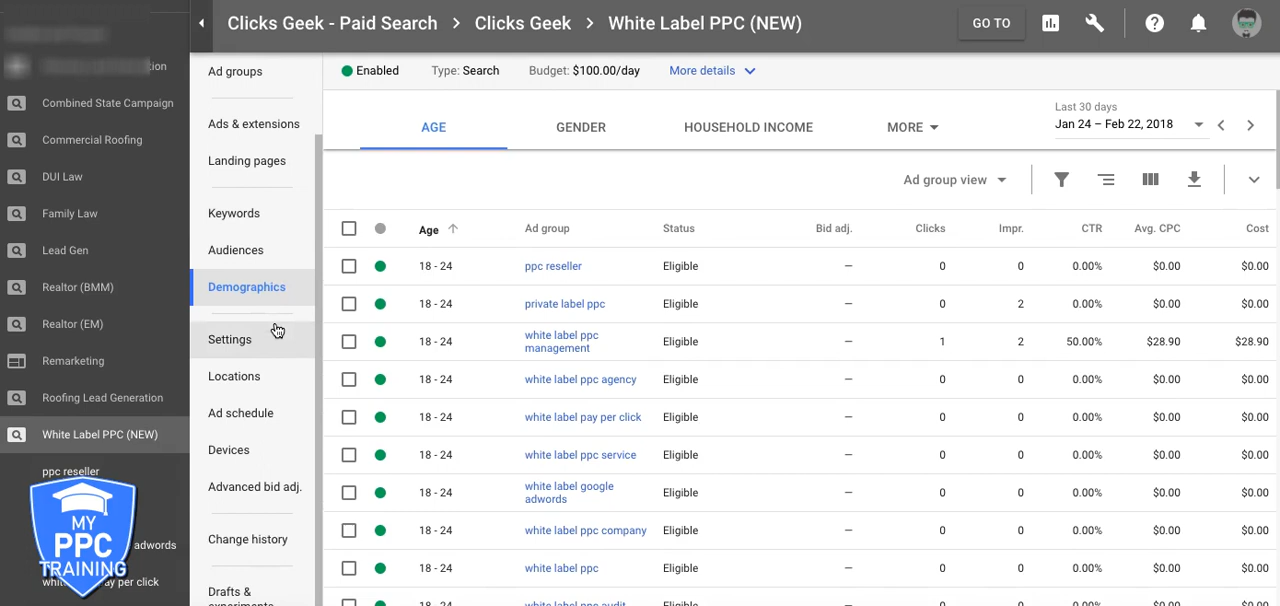 Clicks Geek - Paid Search > Clicks Geek > White Label PPC (NEW)
GO TO
Combined State Campaign
Commercial Roofing
DUI Law
Family Law
Lead Gen
Realtor (BMM)
Realtor (EM)
Remarketing
Roofing Lead Generation
White Label PPC (NEW)
ppc reseller
adwords
ay per click
MY
PPC
TRAINING
Ad groups
Ads & extensions
Landing pages
Keywords
Audiences
Demographics
Settings
Locations
Ad schedule
Devices
Advanced bid adj.
Change history
Drafts &
experiments
Enabled Type: Search Budget: $100.00/day More details
AGE GENDER HOUSEHOLD INCOME MORE
Last 30 days
Jan 24 – Feb 22, 2018
Ad group view
Age Ad group Status Bid adj. Clicks Impr. CTR Avg. CPC Cost
18 - 24 ppc reseller Eligible — 0 0 0.00% $0.00 $0.00
18 - 24 private label ppc Eligible — 0 2 0.00% $0.00 $0.00
18 - 24 white label ppc
management Eligible — 1 2 50.00% $28.90 $28.90
18 - 24 white label ppc agency Eligible — 0 0 0.00% $0.00 $0.00
18 - 24 white label pay per click Eligible — 0 0 0.00% $0.00 $0.00
18 - 24 white label ppc service Eligible — 0 0 0.00% $0.00 $0.00
18 - 24 white label google
adwords Eligible — 0 0 0.00% $0.00 $0.00
18 - 24 white label ppc company Eligible — 0 0 0.00% $0.00 $0.00
18 - 24 white label ppc Eligible — 0 0 0.00% $0.00 $0.00
white label ppc audit